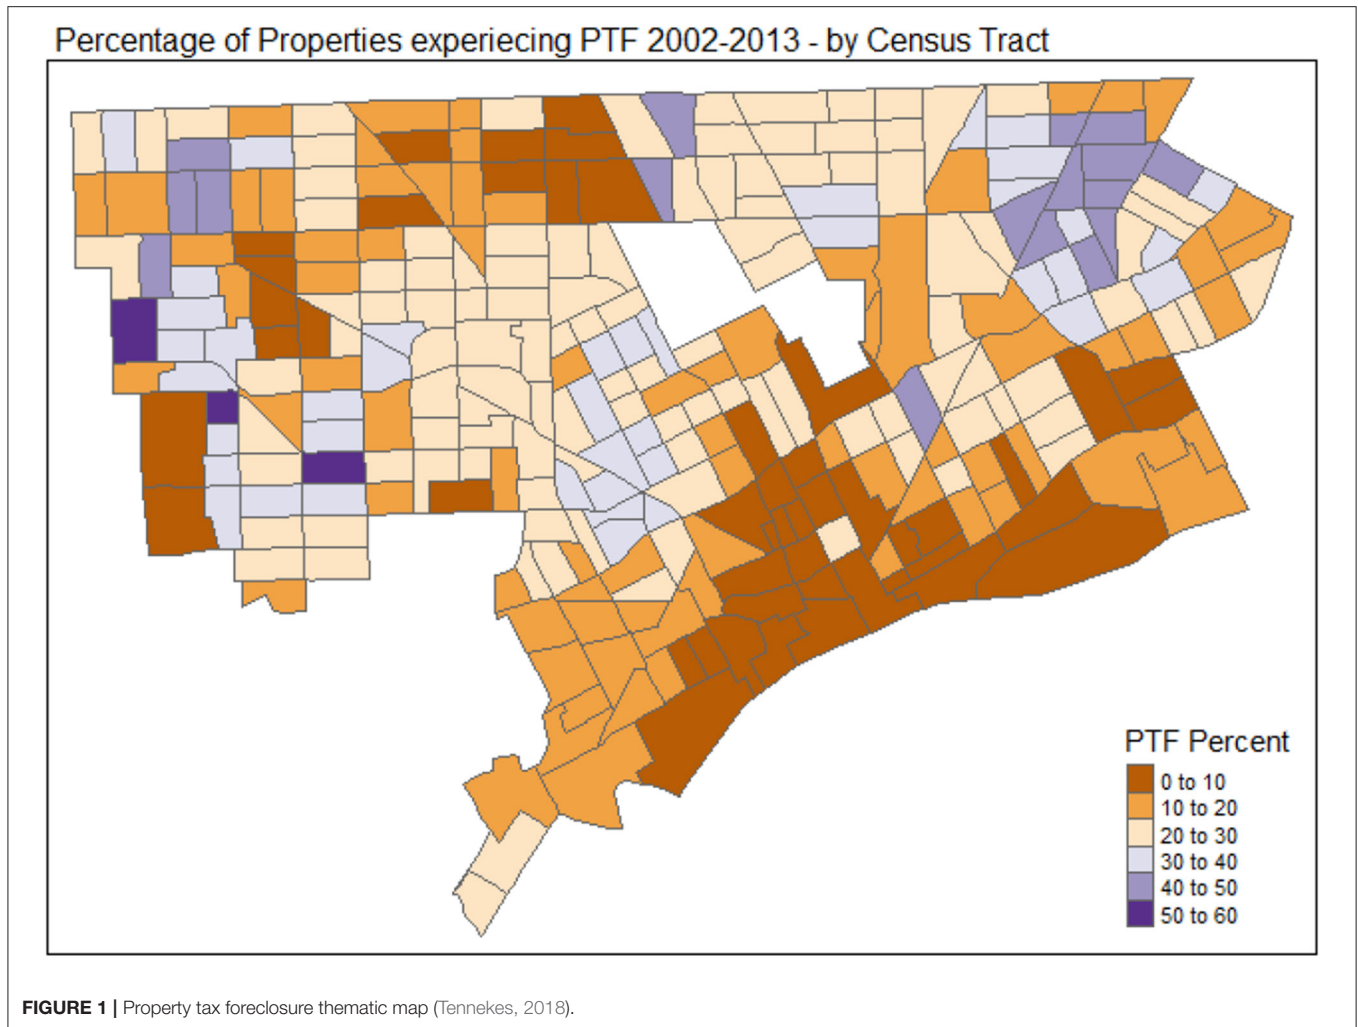 Percentage of Properties experiecing PTF 2002-2013 - by Census Tract
PTF Percent
0 to 10
10 to 20
20 to 30
30 to 40
40 to 50
50 to 60
FIGURE 1 | Property tax foreclosure thematic map (Tennekes, 2018).